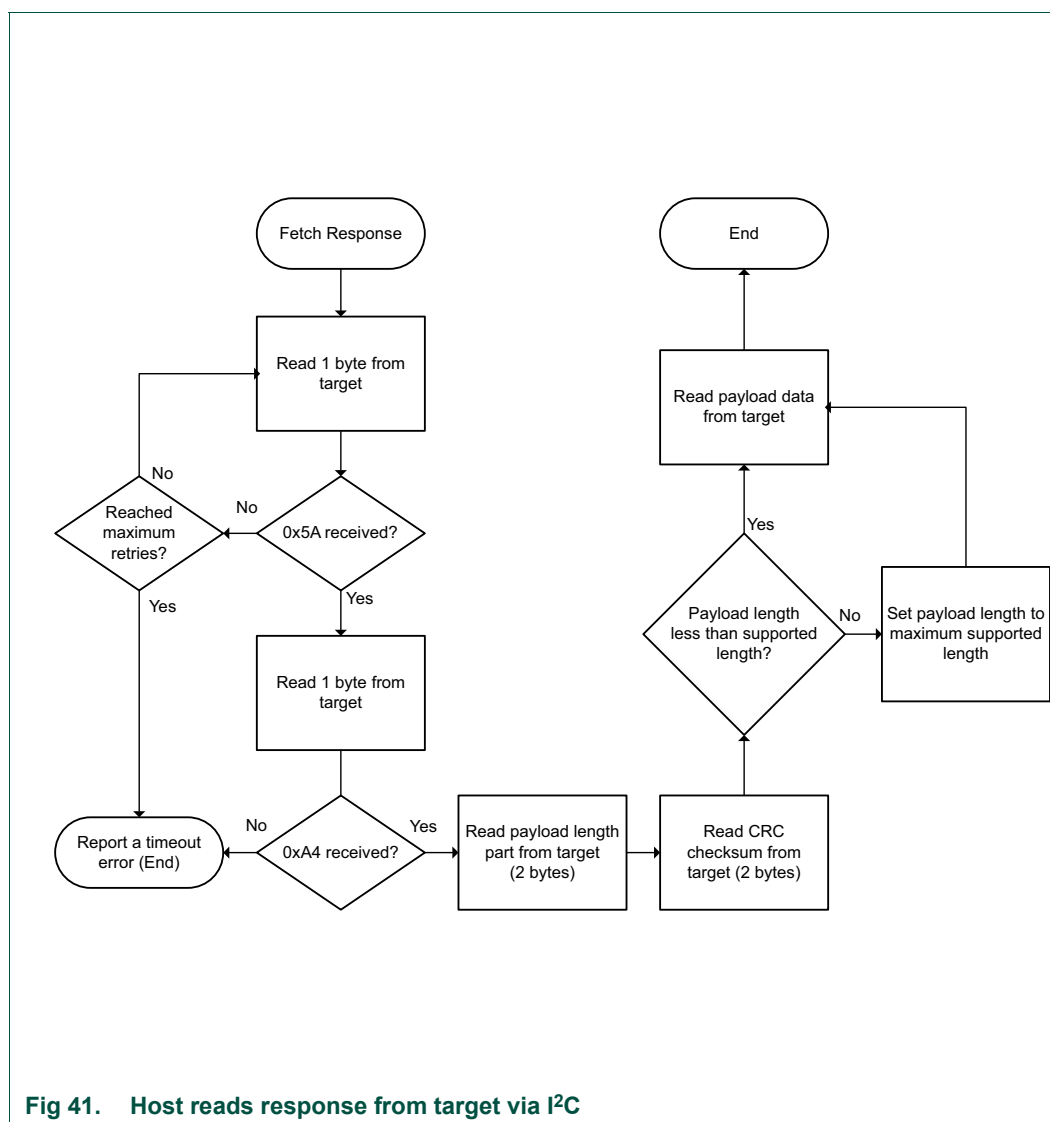 Fetch Response
Read 1 byte from
target
No
Reached
maximum
retries?
No
0x5A received?
Yes
Yes
Read 1 byte from
target
Report a timeout
error (End)
No
0xA4 received?
Yes
Read payload length
part from target
(2 bytes)
Read CRC
checksum from
target (2 bytes)
Payload length
less than supported
length?
No
Set payload length to
maximum supported
length
Yes
Read payload data
from target
End
Fig 41. Host reads response from target via I²C